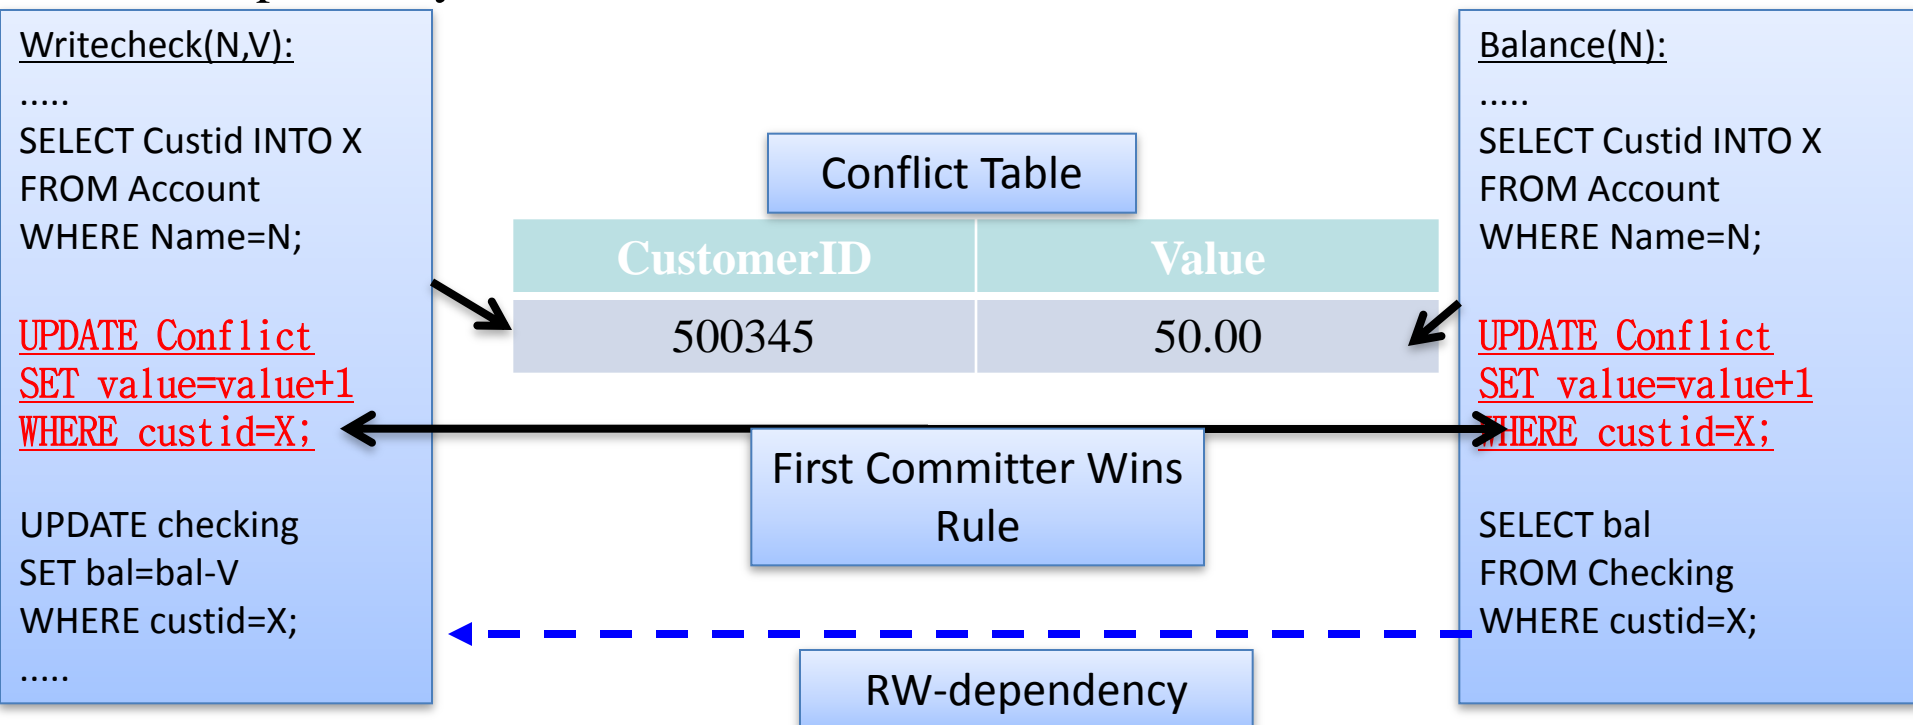 Writecheck(N,V):
.....
SELECT Custid INTO X
FROM Account
WHERE Name=N;
UPDATE Conflict
SET value=value+1
WHERE custid=X;
UPDATE checking
SET bal=bal-V
WHERE custid=X;
.....
Conflict Table
CustomerID Value
500345 50.00
First Committer Wins
Rule
RW-dependency
Balance(N):
.....
SELECT Custid INTO X
FROM Account
WHERE Name=N;
UPDATE Conflict
SET value=value+1
WHERE custid=X;
SELECT bal
FROM Checking
WHERE custid=X;